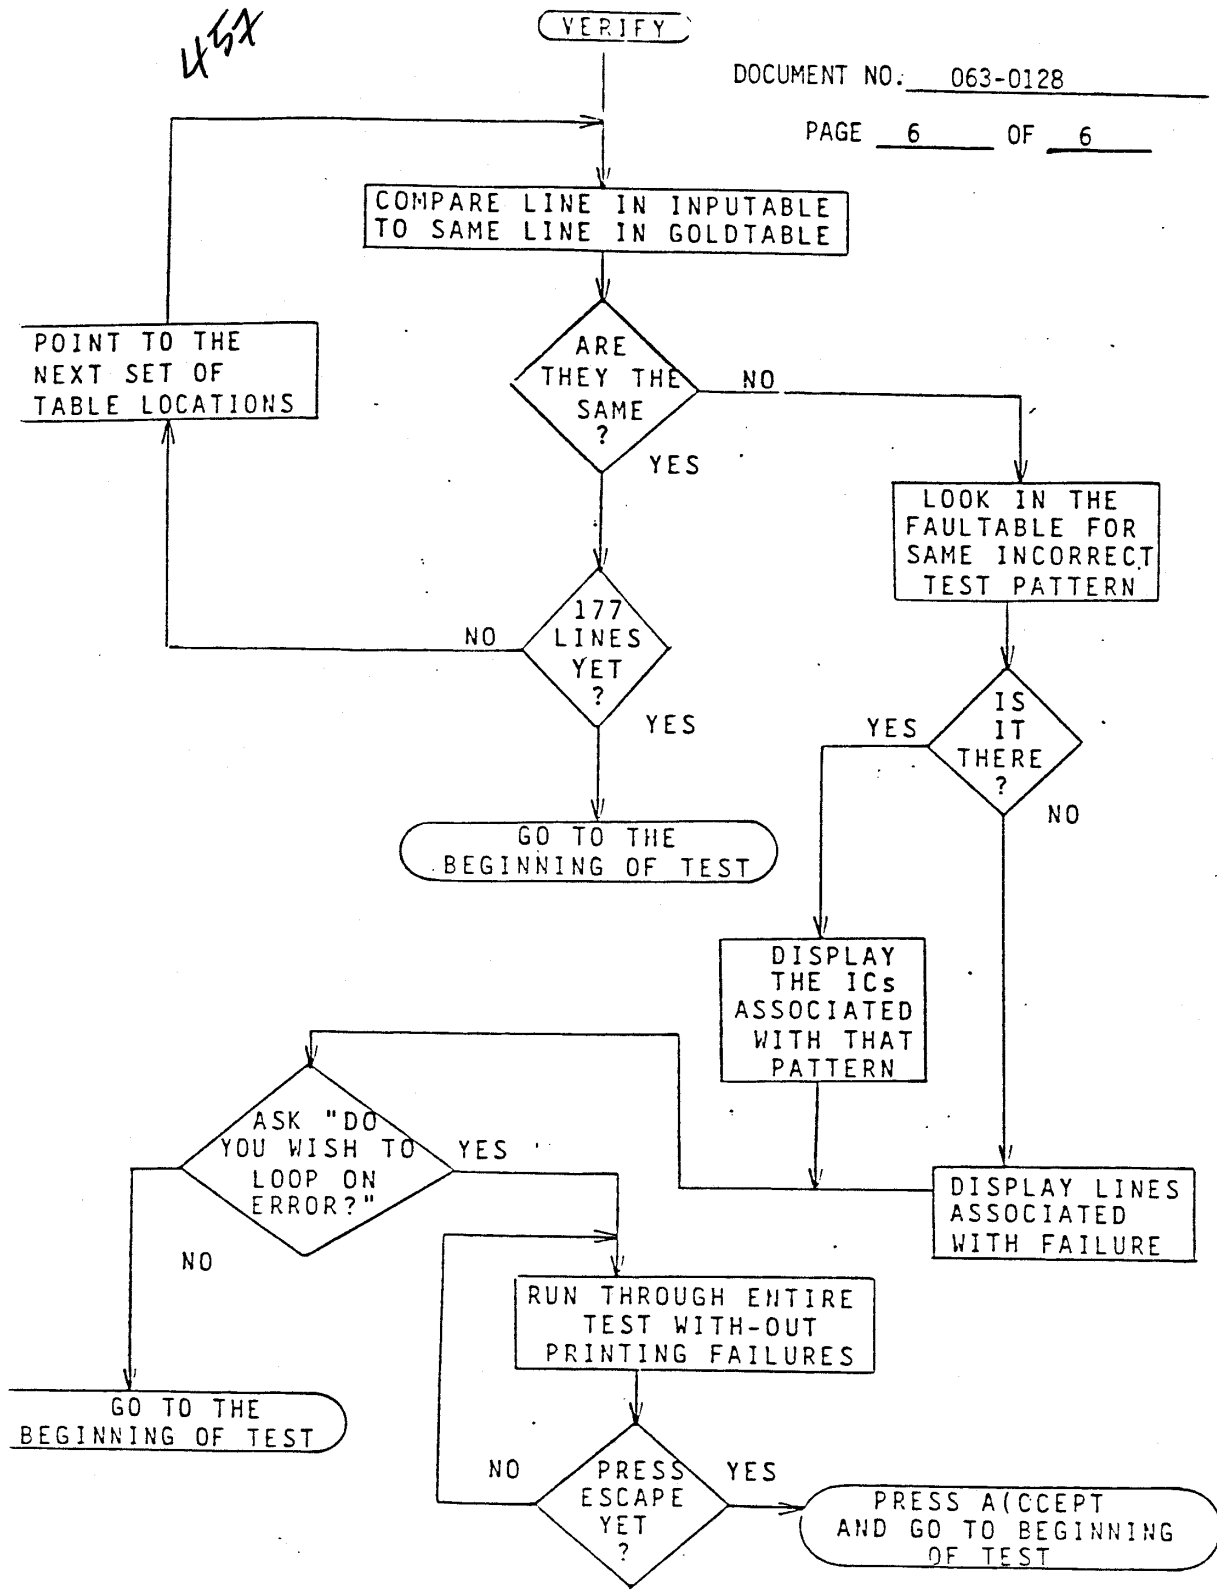 457
VERIFY
DOCUMENT NO. 063-0128
PAGE 6 OF 6
COMPARE LINE IN INPUTABLE
TO SAME LINE IN GOLDTABLE
POINT TO THE
NEXT SET OF
TABLE LOCATIONS
ARE
THEY THE
SAME
?
NO
YES
LOOK IN THE
FAULTABLE FOR
SAME INCORRECT
TEST PATTERN
177
LINES
YET
?
NO
YES
IS
IT
THERE
?
YES
NO
GO TO THE
BEGINNING OF TEST
DISPLAY
THE ICs
ASSOCIATED
WITH THAT
PATTERN
ASK "DO
YOU WISH TO
LOOP ON
ERROR?"
YES
NO
DISPLAY LINES
ASSOCIATED
WITH FAILURE
RUN THROUGH ENTIRE
TEST WITH-OUT
PRINTING FAILURES
GO TO THE
BEGINNING OF TEST
NO
PRESS
ESCAPE
YET
?
YES
PRESS A(CCEPT
AND GO TO BEGINNING
OF TEST